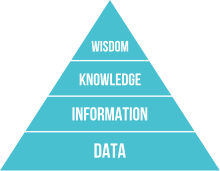 WISDOM
KNOWLEDGE
INFORMATION
DATA